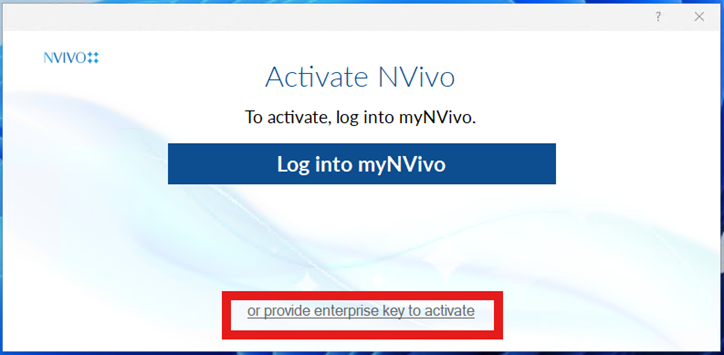 NVIVO
Activate NVivo
To activate, log into myNVivo.
Log into myNVivo
or provide enterprise key to activate